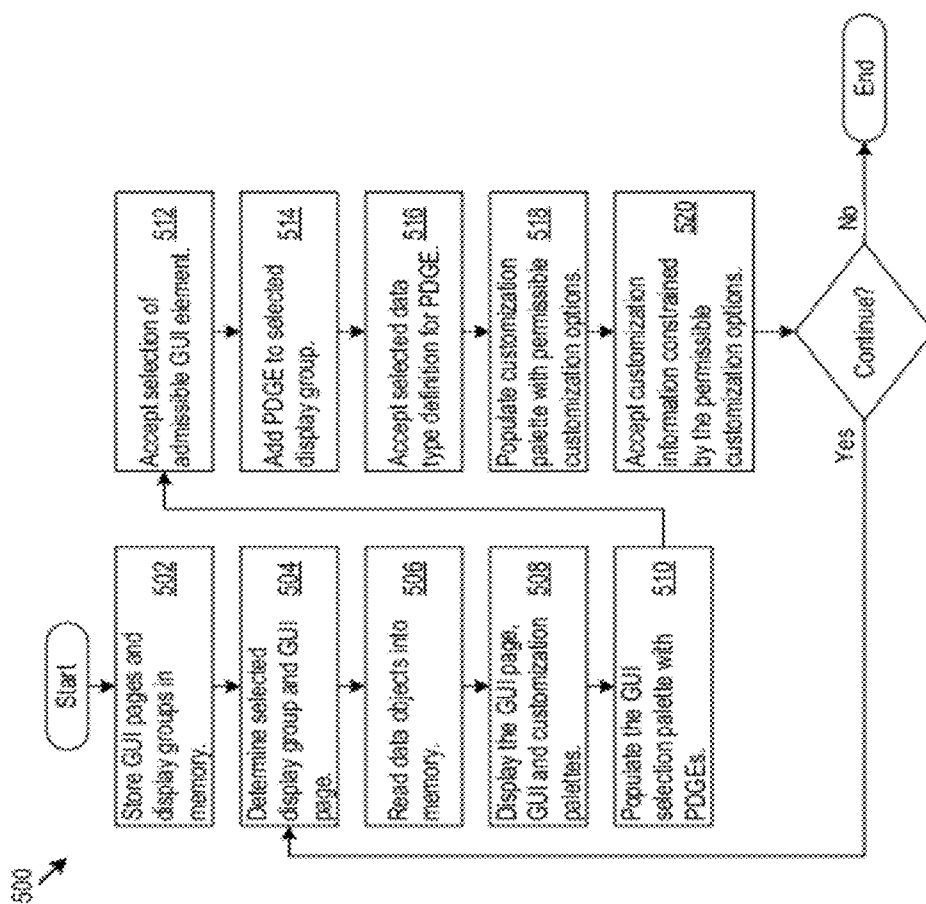 500
Start
Store GUI pages and
display groups in
memory.
502
Determine selected
display group and GUI
page.
504
Read data objects into
memory.
506
Display the GUI page,
GUI and customization
palettes.
508
Populate the GUI
selection palette with
PDGEs.
510
Accept selection of
admissible GUI element.
512
Add PDGE to selected
display group.
514
Accept selected data
type definition for PDGE.
516
Populate customization
palette with permissible
customization options.
518
Accept customization
information constrained
by the permissible
customization options.
520
Continue?
Yes
No
End